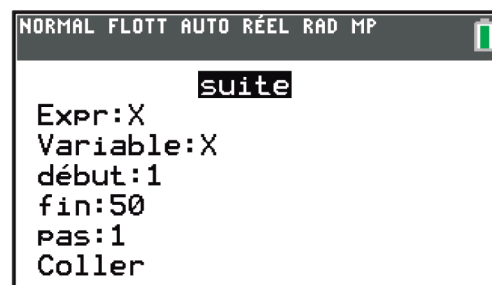 NORMAL FLOTT AUTO RÉEL RAD MP
suite
Expr:X
Variable:X
début:1
fin:50
pas:1
Coller